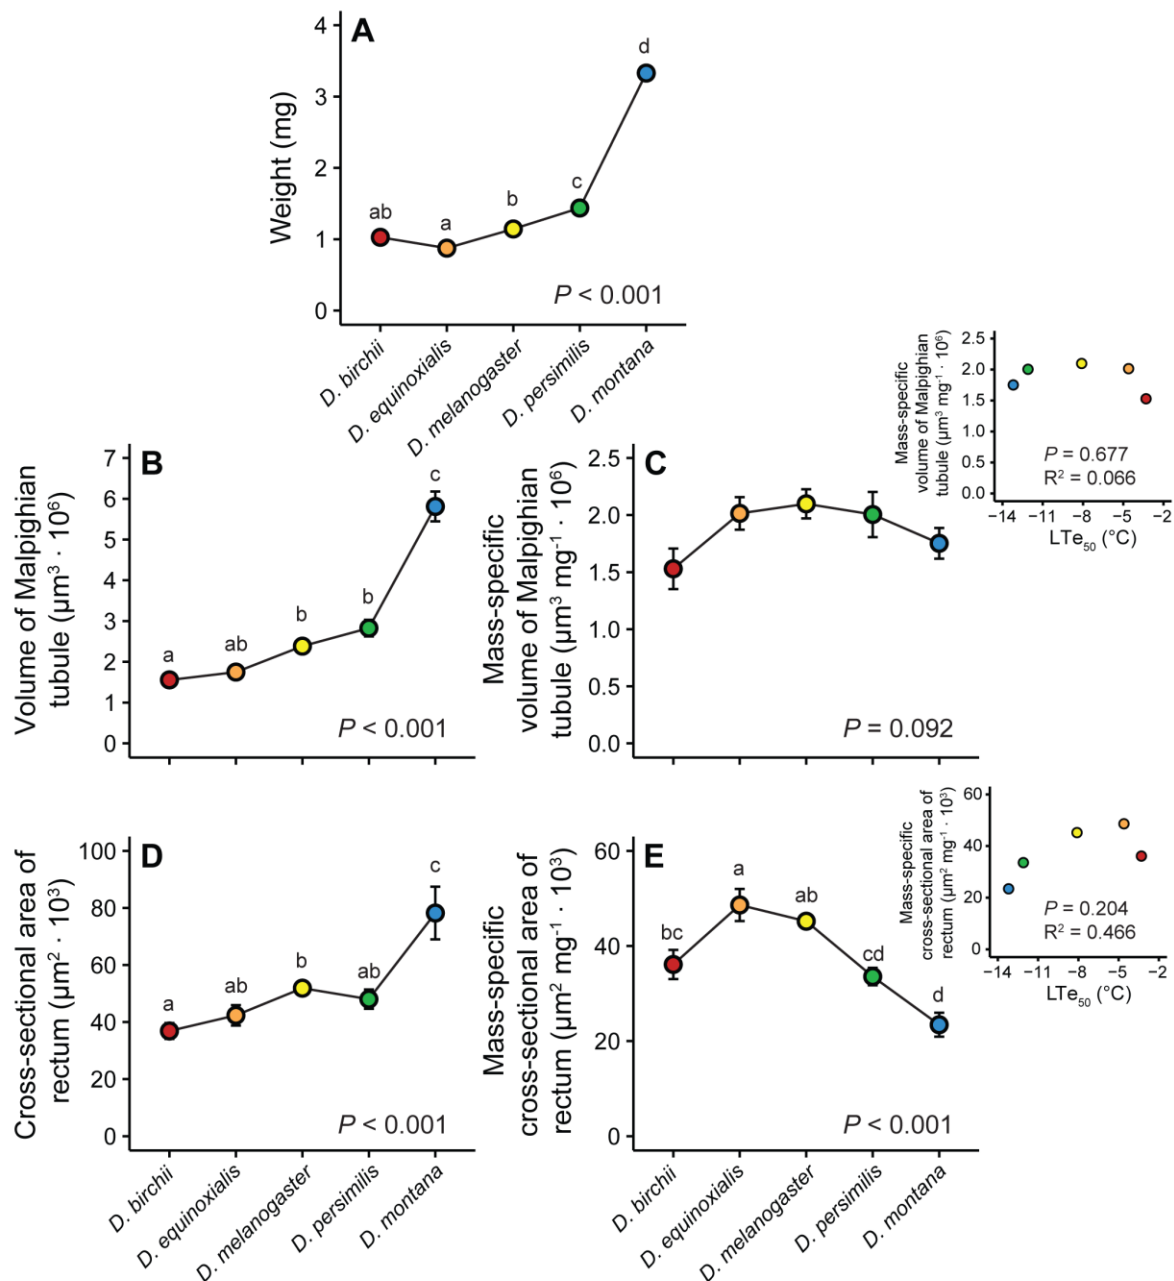 A
Weight (mg)
4
3
2
1
0
ab
a
b
c
d
P < 0.001
D. birchii
D. equinoxialis
D. melanogaster
D. persimilis
D. montana
B
Volume of Malpighian
tubule (µm³ · 10⁶)
7
6
5
4
3
2
1
0
a
ab
b
b
c
P < 0.001
C
Mass-specific
volume of Malpighian
tubule (µm³ mg⁻¹ · 10⁶)
2.5
2.0
1.5
1.0
0.5
0.0
P = 0.092
Mass-specific
volume of Malpighian
tubule (µm³ mg⁻¹ · 10⁶)
2.5
2.0
1.5
1.0
0.5
0.0
P = 0.677
R² = 0.066
−14 −11 −8 −5 −2
LTe₅₀ (°C)
D
Cross-sectional area of
rectum (µm² · 10³)
100
80
60
40
20
0
a
ab
b
ab
c
P < 0.001
D. birchii
D. equinoxialis
D. melanogaster
D. persimilis
D. montana
E
Mass-specific
cross-sectional area of
rectum (µm² mg⁻¹ · 10³)
60
40
20
0
bc
a
ab
cd
d
P < 0.001
D. birchii
D. equinoxialis
D. melanogaster
D. persimilis
D. montana
Mass-specific
cross-sectional area of
rectum (µm² mg⁻¹ · 10³)
60
40
20
0
P = 0.204
R² = 0.466
−14 −11 −8 −5 −2
LTe₅₀ (°C)